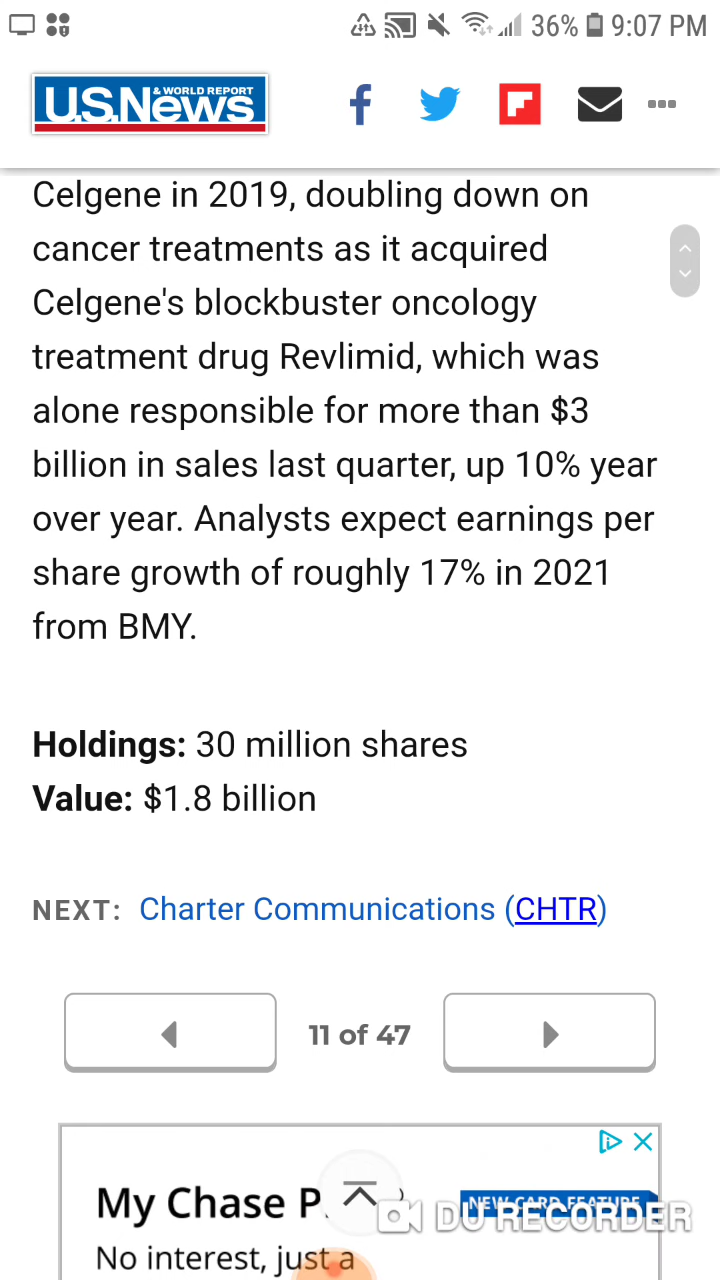 36% 9:07 PM
U.S.News
& WORLD REPORT
Celgene in 2019, doubling down on
cancer treatments as it acquired
Celgene's blockbuster oncology
treatment drug Revlimid, which was
alone responsible for more than $3
billion in sales last quarter, up 10% year
over year. Analysts expect earnings per
share growth of roughly 17% in 2021
from BMY.
Holdings: 30 million shares
Value: $1.8 billion
NEXT: Charter Communications (CHTR)
11 of 47
My Chase P
NEW CARD FEATURE
DU RECORDER
No interest, just a